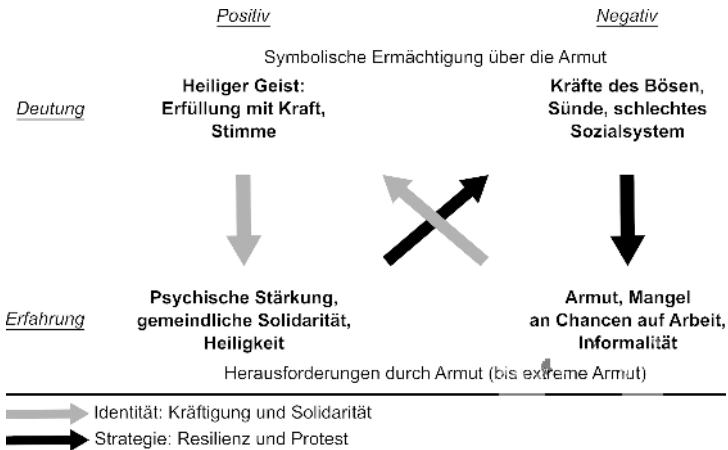 Positiv Negativ
Symbolische Ermächtigung über die Armut
Heiliger Geist: Kräfte des Bösen,
Deutung Erfüllung mit Kraft, Sünde, schlechtes
Stimme Sozialsystem
Psychische Stärkung, Armut, Mangel
Erfahrung gemeindliche Solidarität, an Chancen auf Arbeit,
Heiligkeit Informalität
Herausforderungen durch Armut (bis extreme Armut)
Identität: Kräftigung und Solidarität
Strategie: Resilienz und Protest